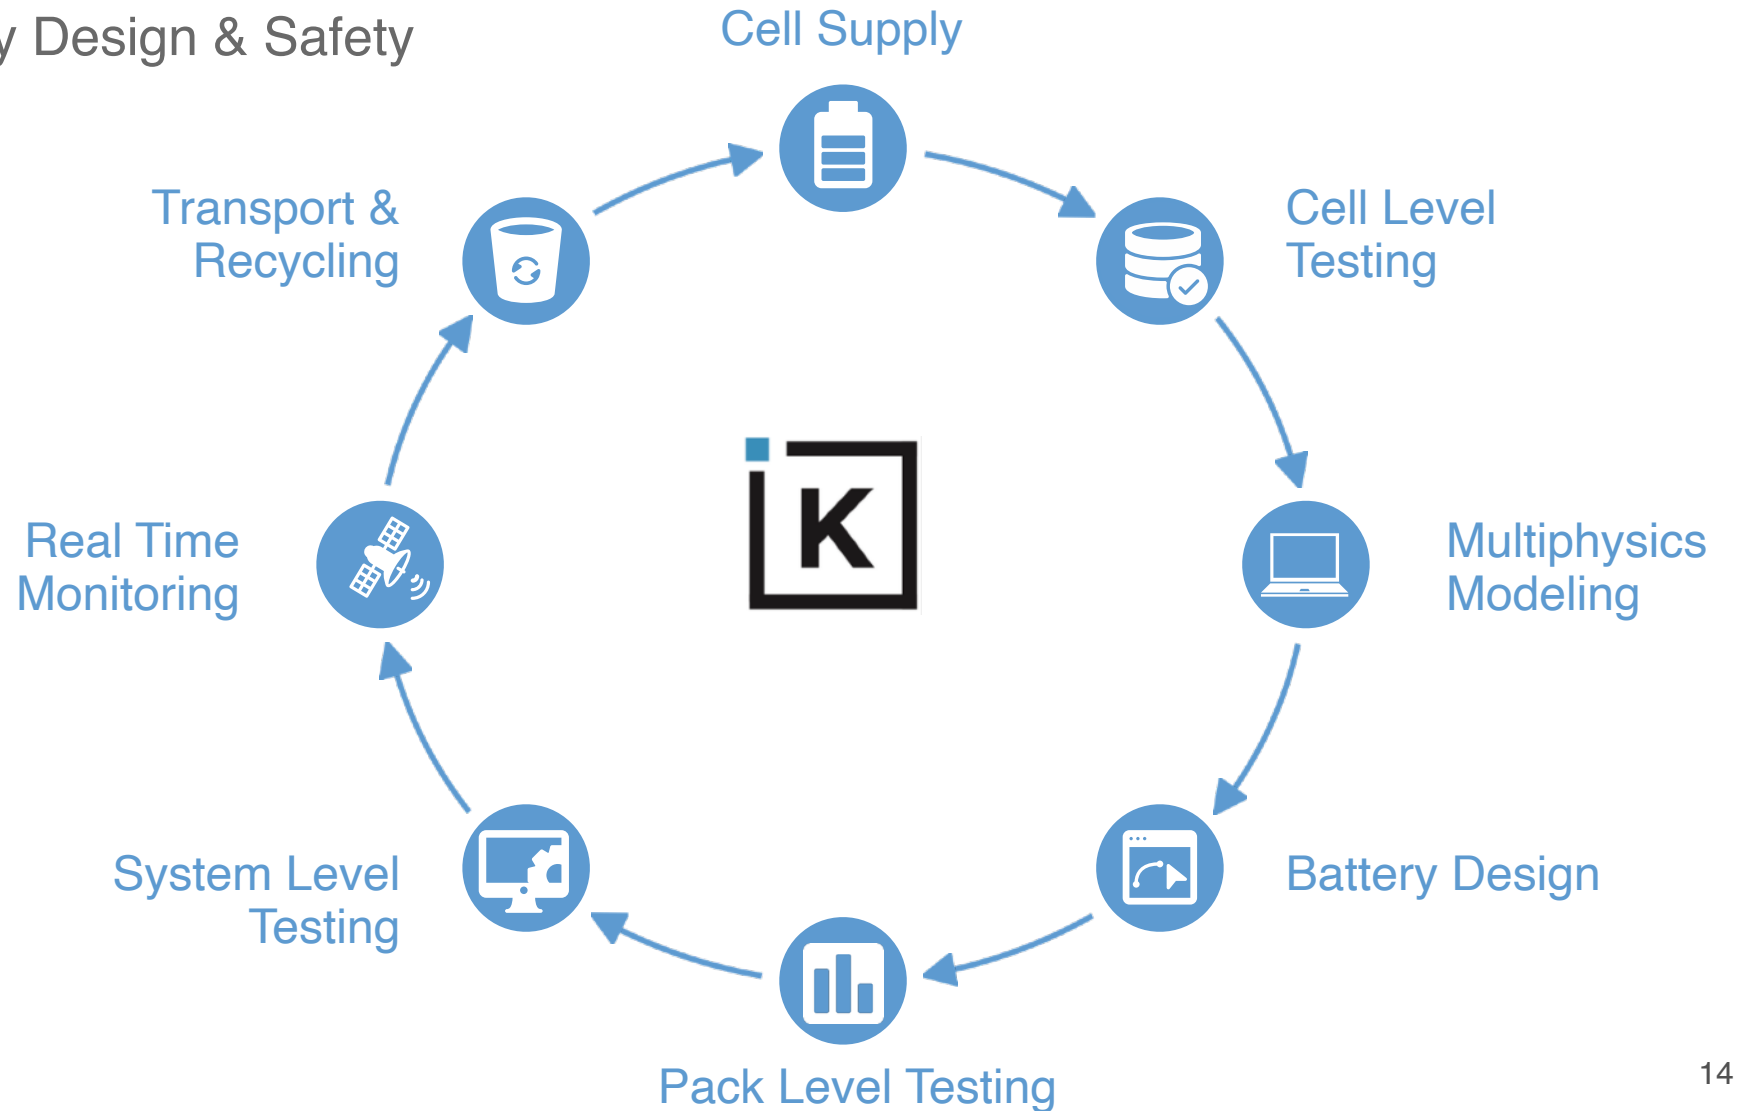 y Design & Safety
Cell Supply
Cell Level
Testing
Multiphysics
Modeling
Battery Design
Pack Level Testing
System Level
Testing
Real Time
Monitoring
Transport &
Recycling
K
14